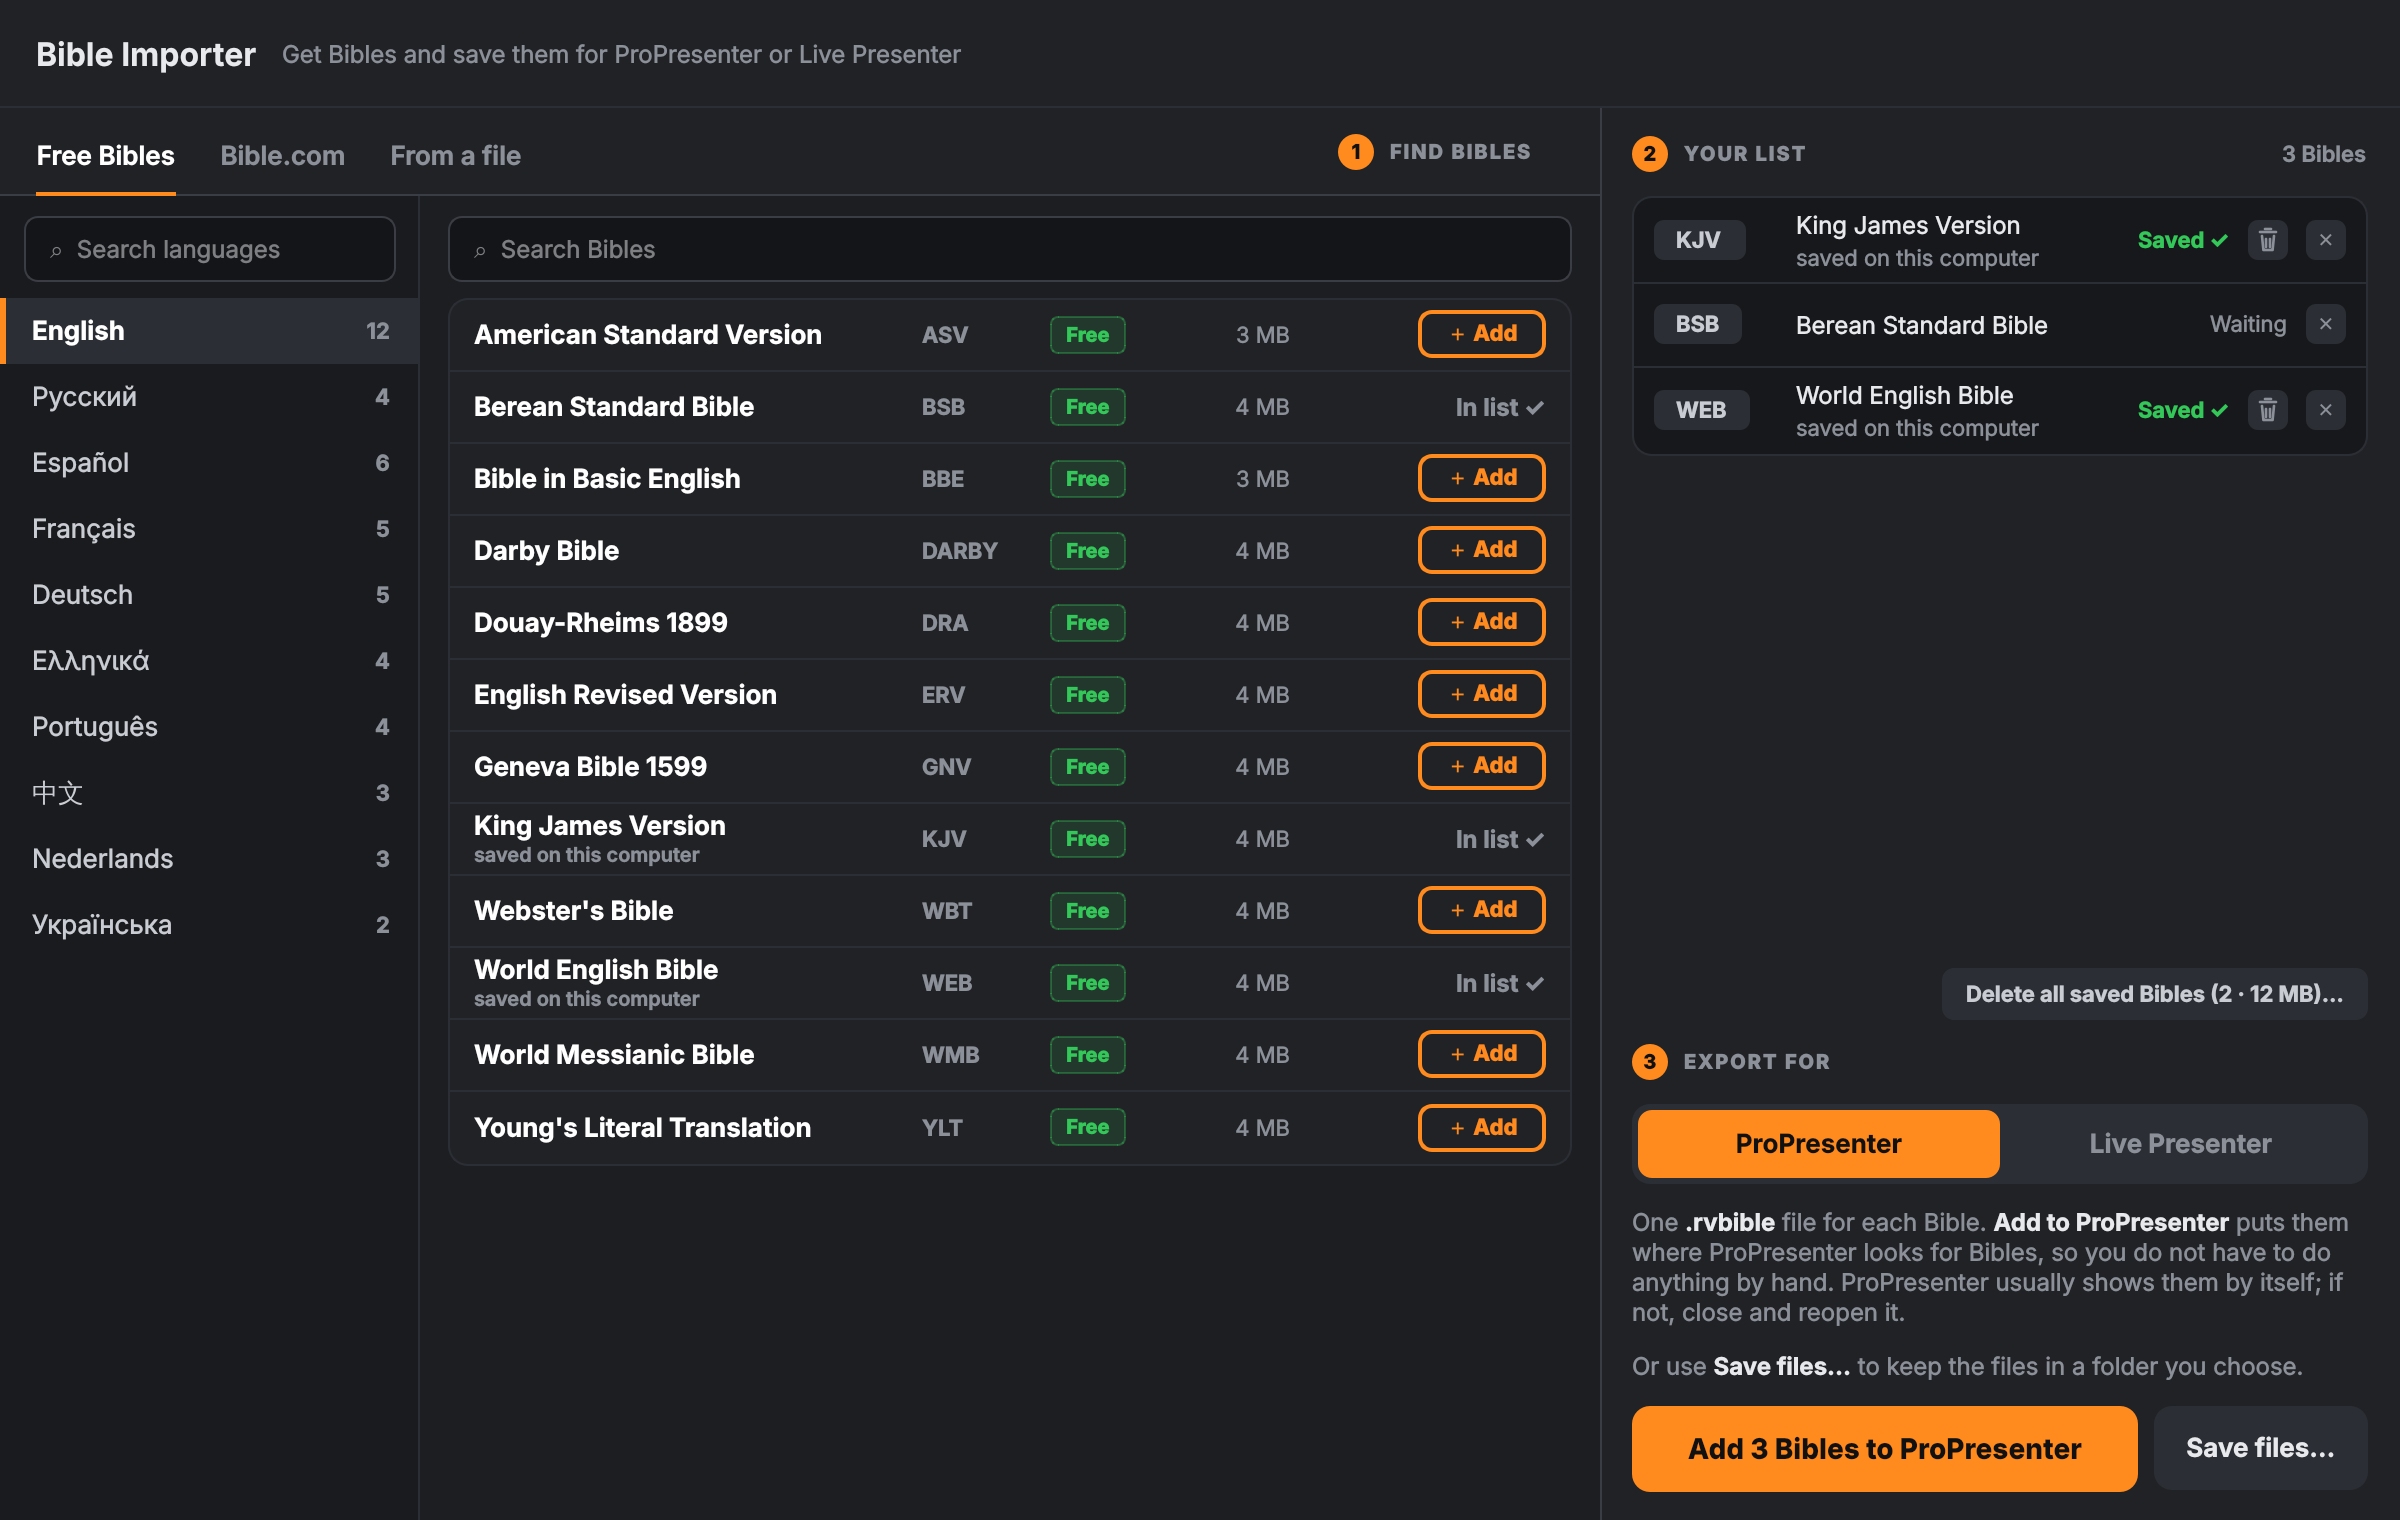 Bible Importer Get Bibles and save them for ProPresenter or Live Presenter
Free Bibles Bible.com From a file
1 FIND BIBLES
Search languages
English 12
Русский 4
Español 6
Français 5
Deutsch 5
Ελληνικά 4
Português 4
中文 3
Nederlands 3
Українська 2
Search Bibles
American Standard Version ASV Free 3 MB + Add
Berean Standard Bible BSB Free 4 MB In list ✓
Bible in Basic English BBE Free 3 MB + Add
Darby Bible DARBY Free 4 MB + Add
Douay-Rheims 1899 DRA Free 4 MB + Add
English Revised Version ERV Free 4 MB + Add
Geneva Bible 1599 GNV Free 4 MB + Add
King James Version KJV Free 4 MB In list ✓
saved on this computer
Webster's Bible WBT Free 4 MB + Add
World English Bible WEB Free 4 MB In list ✓
saved on this computer
World Messianic Bible WMB Free 4 MB + Add
Young's Literal Translation YLT Free 4 MB + Add
2 YOUR LIST 3 Bibles
KJV King James Version Saved ✓ ×
saved on this computer
BSB Berean Standard Bible Waiting ×
WEB World English Bible Saved ✓ ×
saved on this computer
Delete all saved Bibles (2 · 12 MB)...
3 EXPORT FOR
ProPresenter Live Presenter
One .rvbible file for each Bible. Add to ProPresenter puts them
where ProPresenter looks for Bibles, so you do not have to do
anything by hand. ProPresenter usually shows them by itself; if
not, close and reopen it.
Or use Save files... to keep the files in a folder you choose.
Add 3 Bibles to ProPresenter Save files...